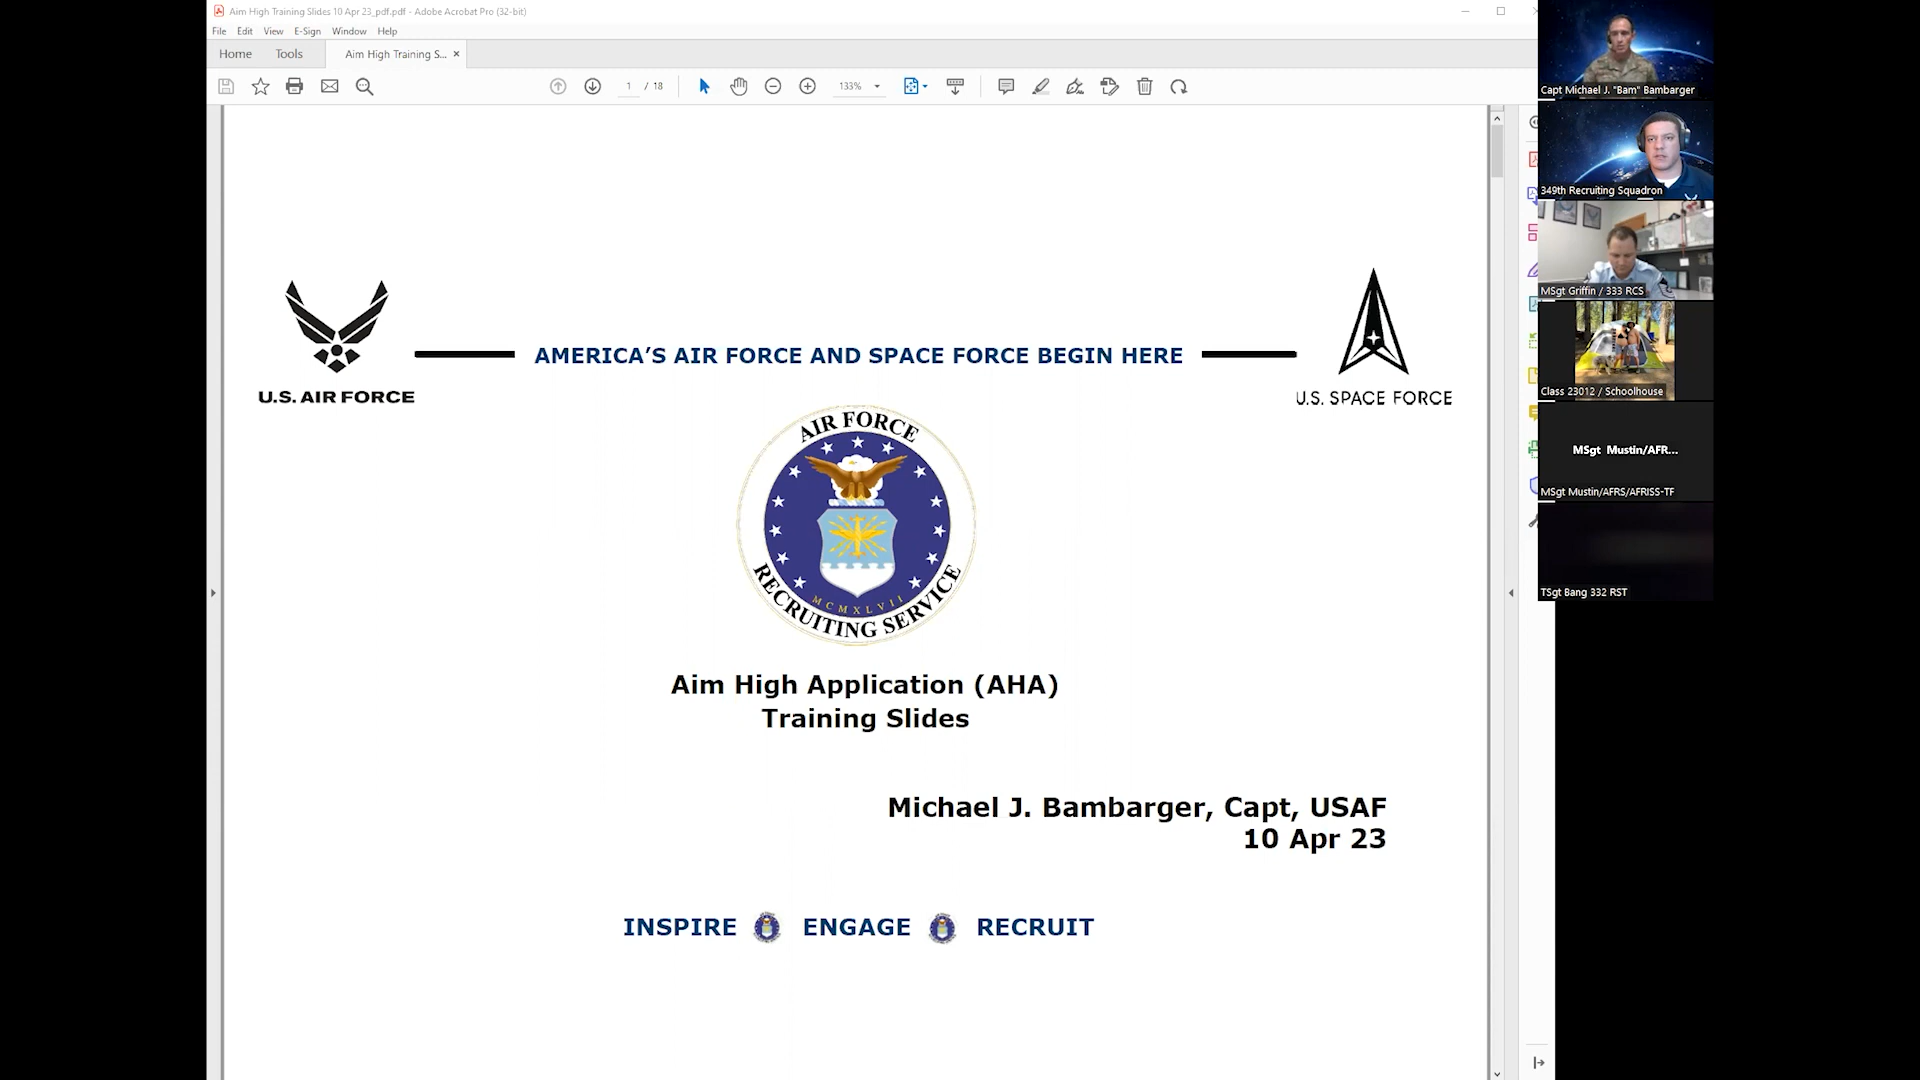 Aim High Training Slides 10 Apr 23_pdf.pdf - Adobe Acrobat Pro (32-bit)
File Edit View E-Sign Window Help
Home Tools Aim High Training S... ×
1 / 18 133%
U.S. AIR FORCE
AMERICA'S AIR FORCE AND SPACE FORCE BEGIN HERE
U.S. SPACE FORCE
AIR FORCE
MCMXLVII
RECRUITING SERVICE
Aim High Application (AHA)
Training Slides
Michael J. Bambarger, Capt, USAF
10 Apr 23
INSPIRE ENGAGE RECRUIT
Capt Michael J. "Bam" Bambarger
349th Recruiting Squadron
MSgt Griffin / 333 RCS
Class 23012 / Schoolhouse
MSgt Mustin/AFR...
MSgt Mustin/AFRS/AFRISS-TF
TSgt Bang 332 RST